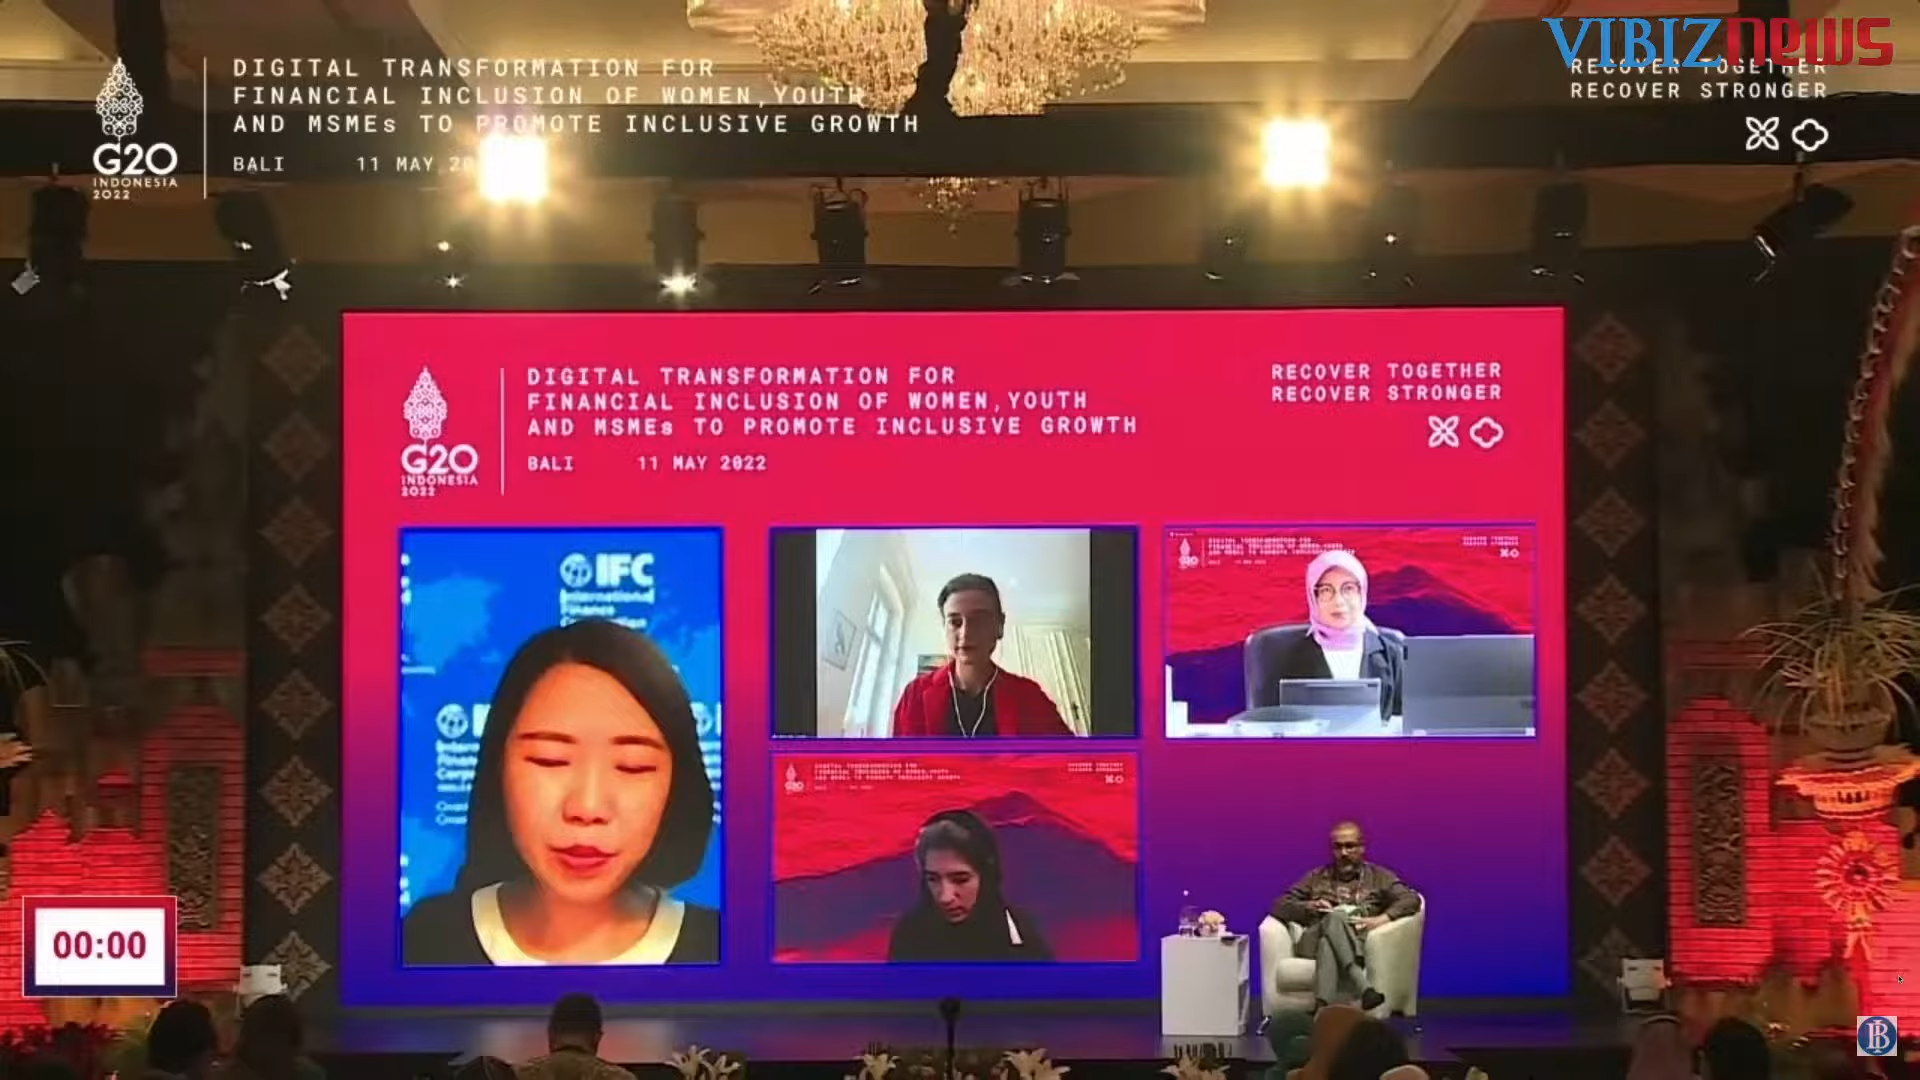 VIBIZnews
DIGITAL TRANSFORMATION FOR
FINANCIAL INCLUSION OF WOMEN,YOUTH
AND MSMEs TO PROMOTE INCLUSIVE GROWTH
BALI 11 MAY 20
G20
INDONESIA
2022
RECOVER TOGETHER
RECOVER STRONGER
G20
INDONESIA
2022
DIGITAL TRANSFORMATION FOR
FINANCIAL INCLUSION OF WOMEN,YOUTH
AND MSMEs TO PROMOTE INCLUSIVE GROWTH
BALI 11 MAY 2022
RECOVER TOGETHER
RECOVER STRONGER
IFC
International
Finance
00:00